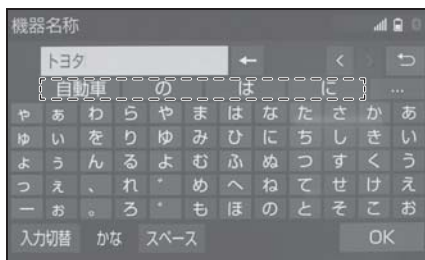 機器名称
トヨタ ← < > ⮌
自動車 の は に ...
ゃ ぁ わ ら や ま は な た さ か あ
ゅ ぃ を り ゆ み ひ に ち し き い
ょ ぅ ん る よ む ふ ぬ つ す く う
っ ぇ 、 れ ゛ め へ ね て せ け え
ー ぉ 。 ろ ゜ も ほ の と そ こ お
入力切替 かな スペース OK